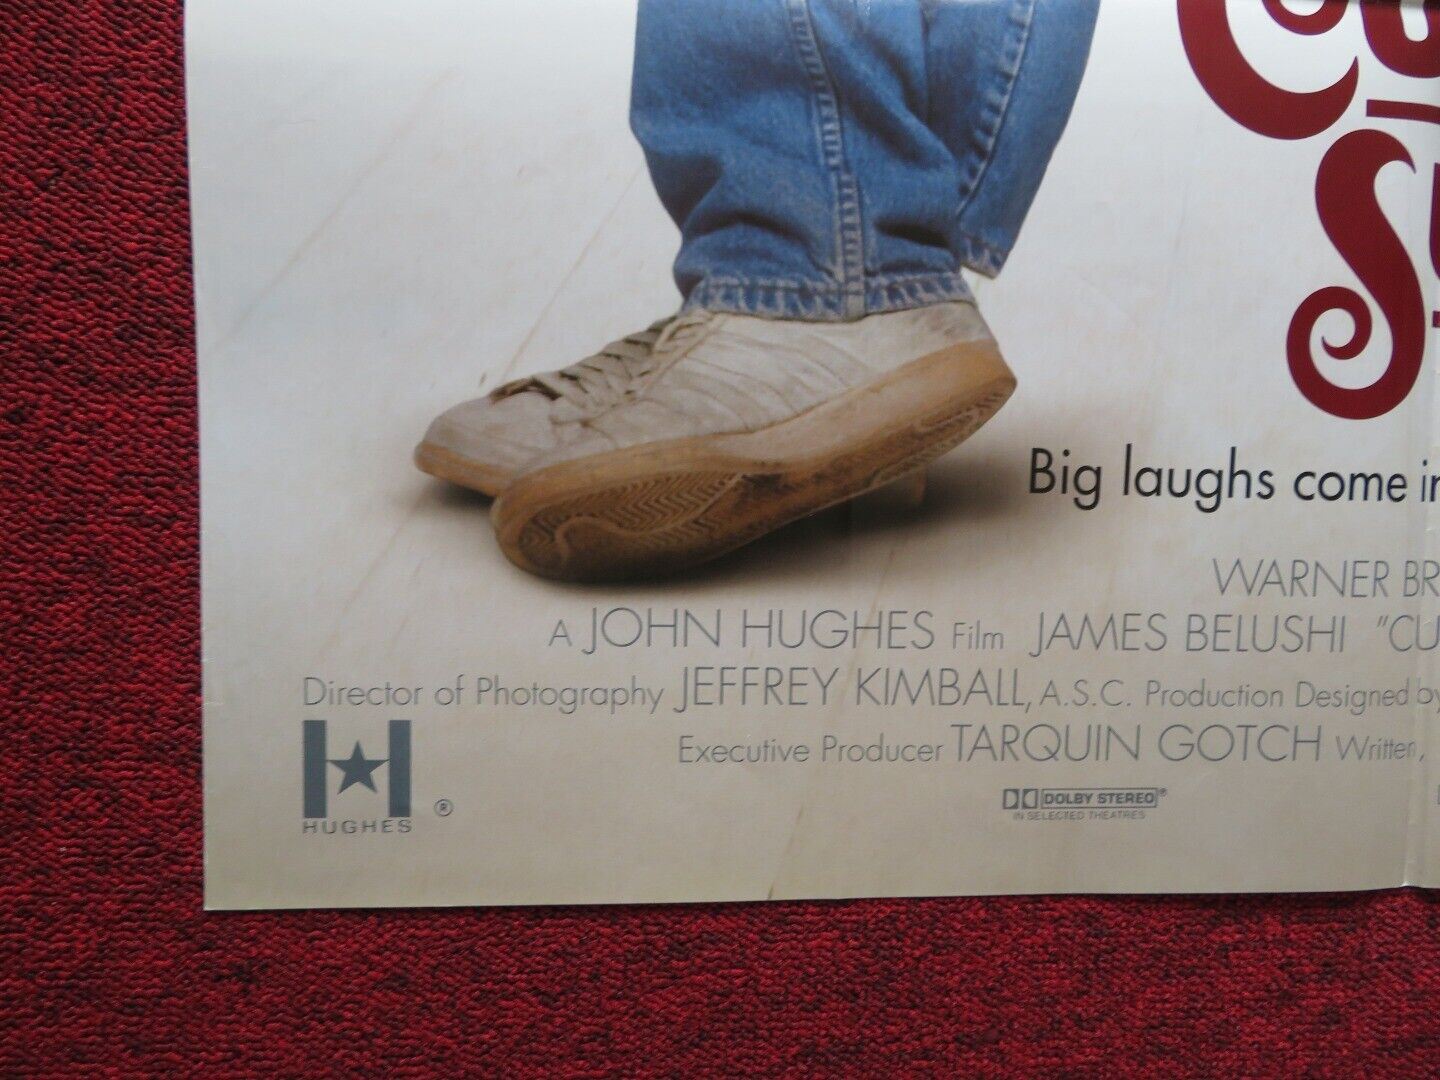 Big laughs come in
WARNER BR
A JOHN HUGHES Film JAMES BELUSHI "CU
Director of Photography JEFFREY KIMBALL, A.S.C. Production Designed by
Executive Producer TARQUIN GOTCH Written,
DOLBY STEREO®
IN SELECTED THEATRES
H
HUGHES ®